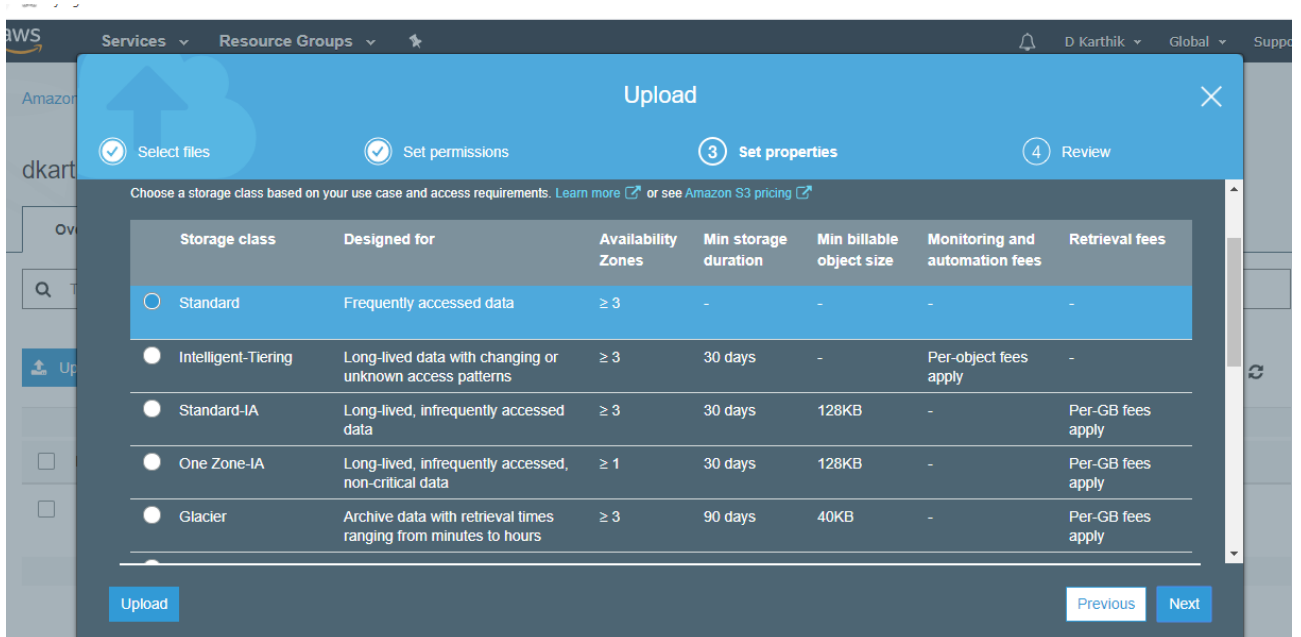 aws Services Resource Groups D Karthik Global Suppo
Amazon
Upload
Select files Set permissions 3 Set properties 4 Review
dkart
Choose a storage class based on your use case and access requirements. Learn more or see Amazon S3 pricing
Ov
Storage class Designed for Availability Zones Min storage duration Min billable object size Monitoring and automation fees Retrieval fees
T
Standard Frequently accessed data ≥ 3 - - - -
Up
Intelligent-Tiering Long-lived data with changing or unknown access patterns ≥ 3 30 days - Per-object fees apply -
Standard-IA Long-lived, infrequently accessed data ≥ 3 30 days 128KB - Per-GB fees apply
One Zone-IA Long-lived, infrequently accessed, non-critical data ≥ 1 30 days 128KB - Per-GB fees apply
Glacier Archive data with retrieval times ranging from minutes to hours ≥ 3 90 days 40KB - Per-GB fees apply
Upload Previous Next